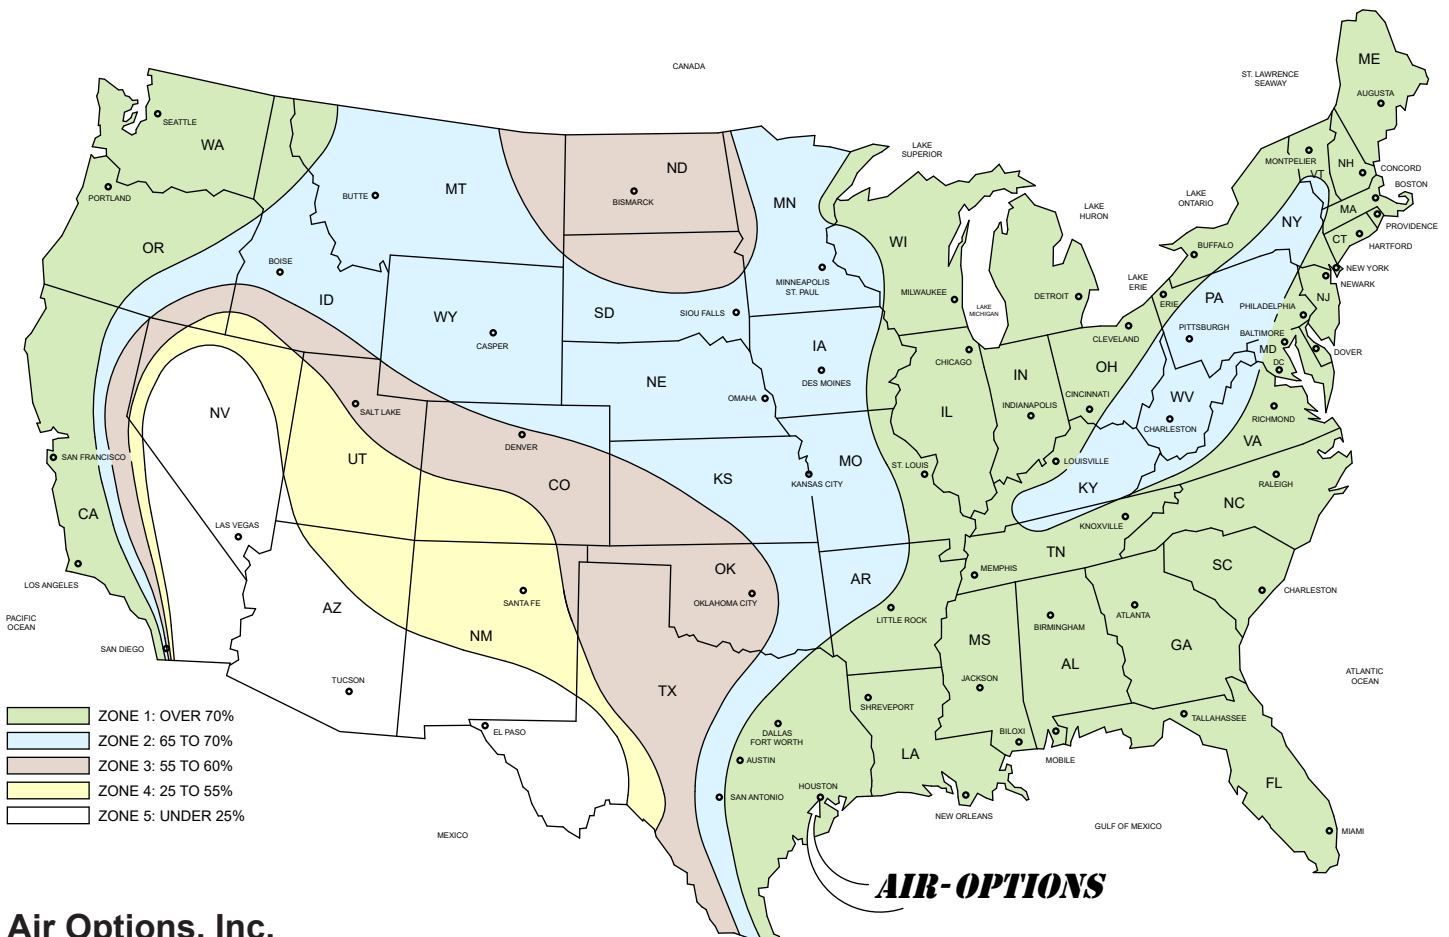 CANADA
ST. LAWRENCE
SEAWAY
ME
AUGUSTA
SEATTLE
WA
LAKE
SUPERIOR
MONTPELIER
VT
NH
CONCORD
BOSTON
ND
BISMARCK
MT
BUTTE
PORTLAND
MN
LAKE
ONTARIO
LAKE
HURON
NY
MA
PROVIDENCE
CT
HARTFORD
OR
WI
BUFFALO
BOISE
MINNEAPOLIS
ST. PAUL
LAKE
ERIE
NEW YORK
NEWARK
ID
WY
CASPER
SD
SIOU FALLS
MILWAUKEE
LAKE
MICHIGAN
DETROIT
ERIE
PA
NJ
PHILADELPHIA
PITTSBURGH
BALTIMORE
MD
DC
DOVER
CLEVELAND
IA
DES MOINES
CHICAGO
OH
IN
NE
OMAHA
NV
SALT LAKE
IL
INDIANAPOLIS
CINCINNATI
WV
CHARLESTON
RICHMOND
VA
DENVER
SAN FRANCISCO
UT
CO
KS
KANSAS CITY
MO
ST. LOUIS
LOUISVILLE
KY
RALEIGH
NC
CA
LAS VEGAS
KNOXVILLE
TN
LOS ANGELES
OK
OKLAHOMA CITY
AR
MEMPHIS
SC
CHARLESTON
PACIFIC
OCEAN
AZ
SANTA FE
NM
LITTLE ROCK
MS
BIRMINGHAM
AL
ATLANTA
GA
SAN DIEGO
TUCSON
TX
JACKSON
SHREVEPORT
ATLANTIC
OCEAN
ZONE 1: OVER 70%
ZONE 2: 65 TO 70%
ZONE 3: 55 TO 60%
ZONE 4: 25 TO 55%
ZONE 5: UNDER 25%
EL PASO
DALLAS
FORT WORTH
AUSTIN
SAN ANTONIO
HOUSTON
LA
BILOXI
MOBILE
TALLAHASSEE
FL
NEW ORLEANS
GULF OF MEXICO
MIAMI
MEXICO
AIR-OPTIONS
Air Options, Inc.